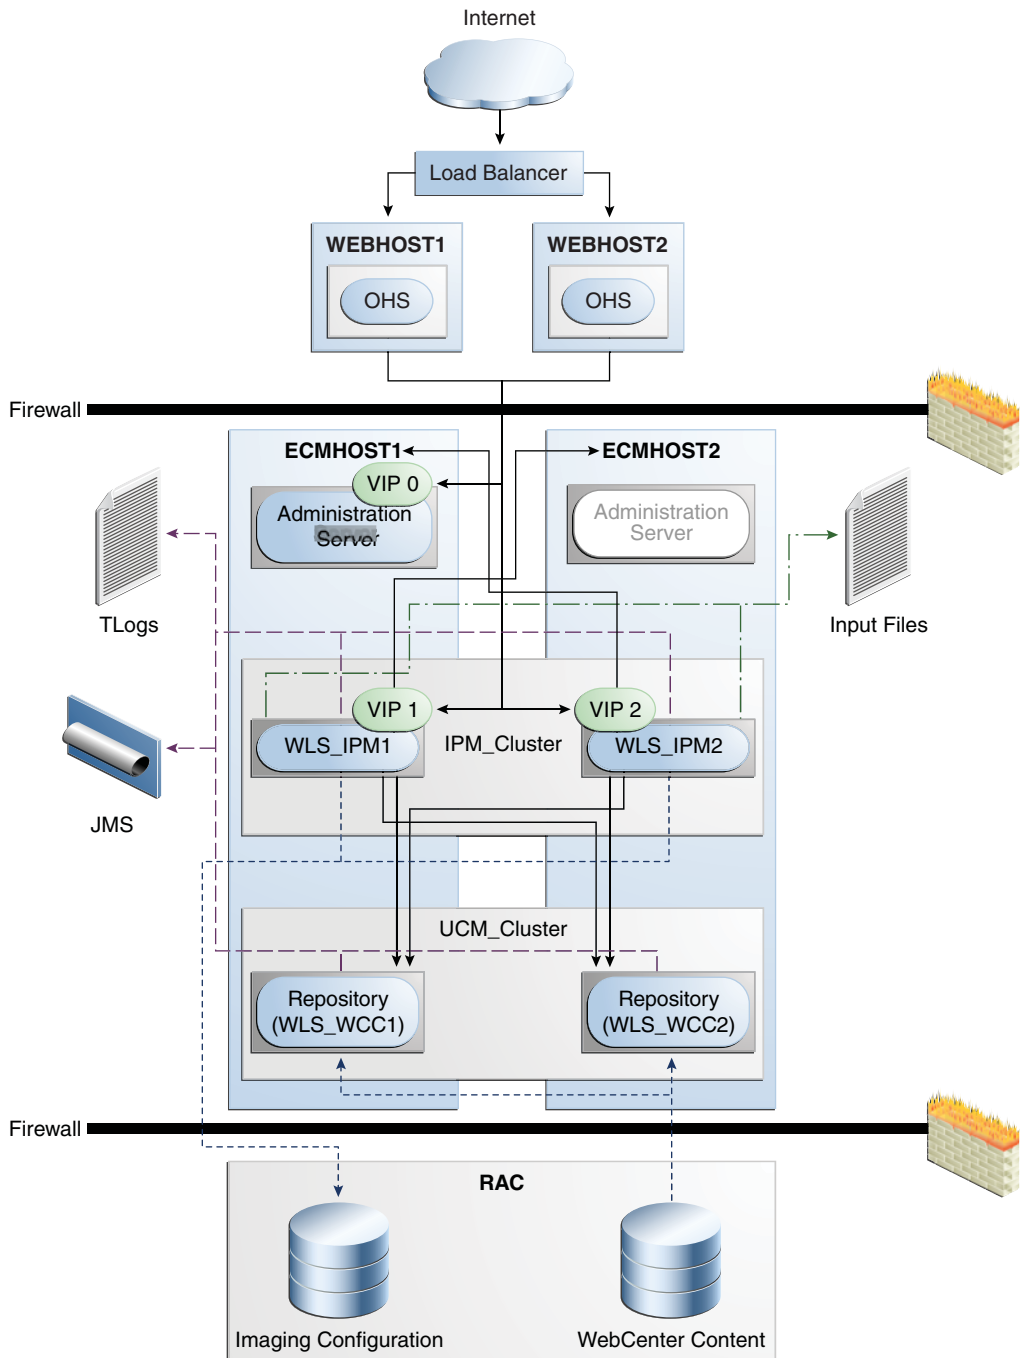 Internet
Load Balancer
WEBHOST1
WEBHOST2
OHS
OHS
Firewall
ECMHOST1
ECMHOST2
VIP 0
Administration
Server
Administration
Server
TLogs
Input Files
VIP 1
VIP 2
WLS_IPM1
IPM_Cluster
WLS_IPM2
JMS
UCM_Cluster
Repository
(WLS_WCC1)
Repository
(WLS_WCC2)
Firewall
RAC
Imaging Configuration
WebCenter Content